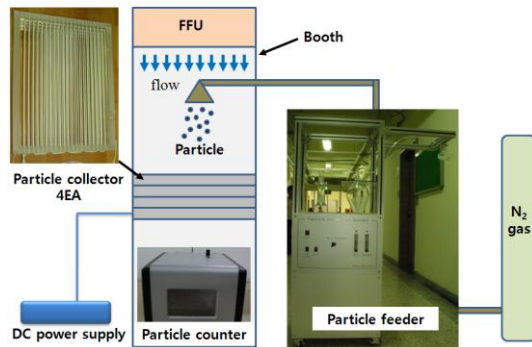 FFU
Booth
flow
Particle
Particle collector
4EA
N2
gas
DC power supply
Particle counter
Particle feeder